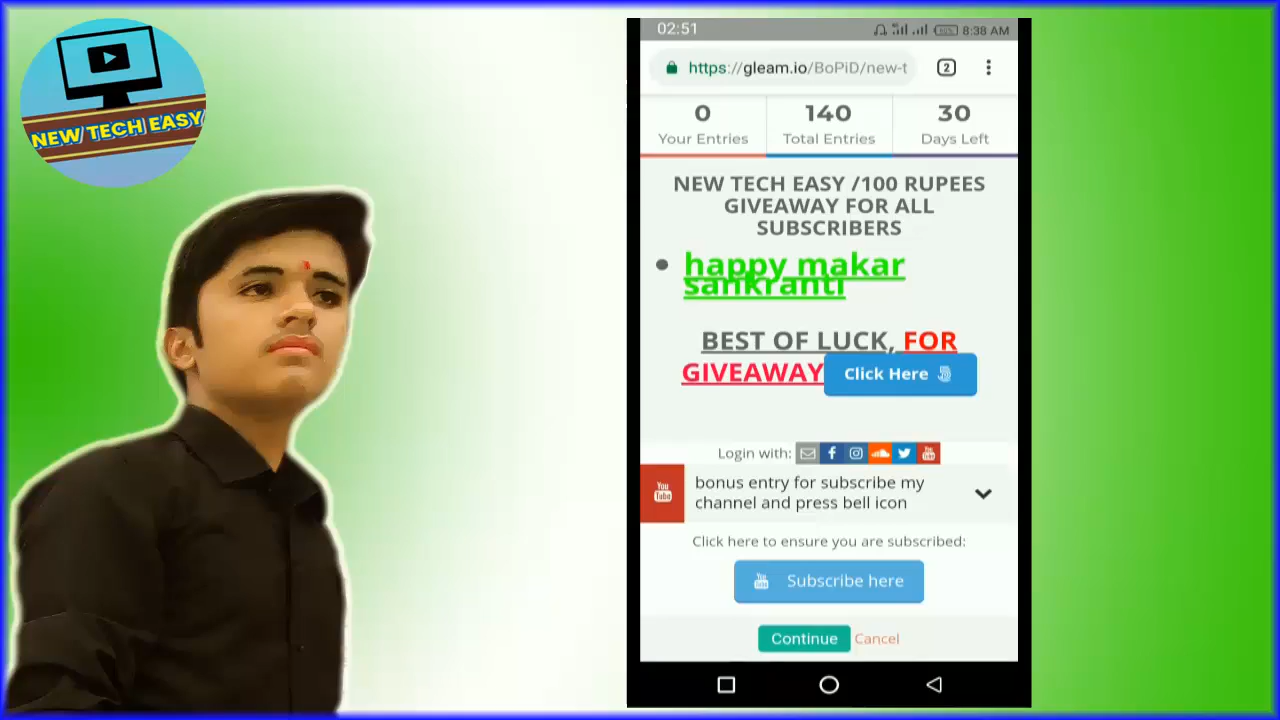 NEW TECH EASY
02:51
8:38 AM
https://gleam.io/BoPiD/new-t
2
0
140
30
Your Entries
Total Entries
Days Left
NEW TECH EASY /100 RUPEES
GIVEAWAY FOR ALL
SUBSCRIBERS
happy makar
sankranti
BEST OF LUCK, FOR
GIVEAWAY
Click Here
Login with:
You Tube
bonus entry for subscribe my
channel and press bell icon
Click here to ensure you are subscribed:
Subscribe here
Continue
Cancel